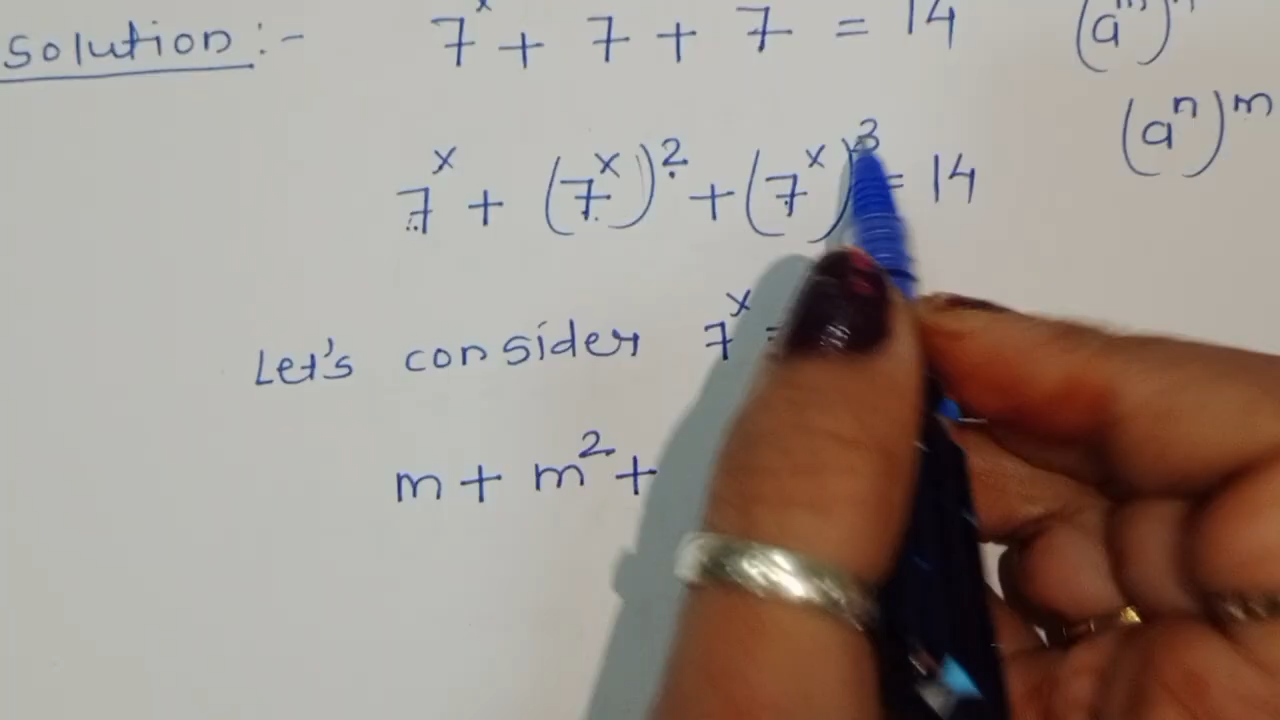 Solution :- 7^x + 7 + 7 = 14 (a^m)^n
(a^n)^m
7^x + (7^x)^2 + (7^x)^3 = 14
Let's consider 7^x =
m + m^2 +